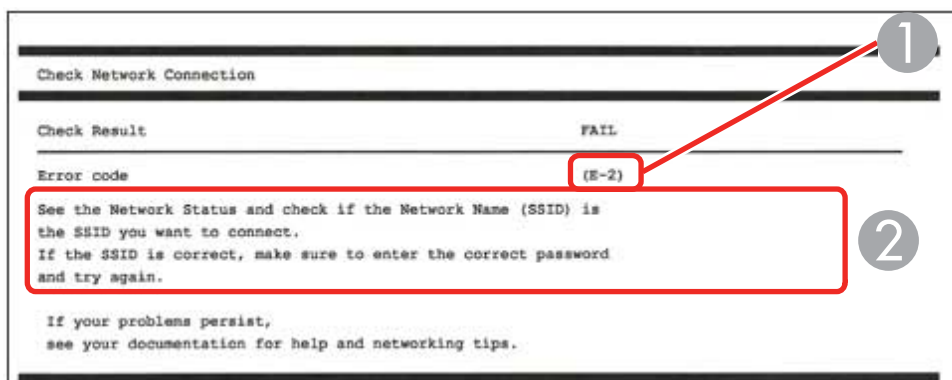 1
Check Network Connection
Check Result FAIL
Error code (E-2)
See the Network Status and check if the Network Name (SSID) is
the SSID you want to connect.
If the SSID is correct, make sure to enter the correct password
and try again.
2
If your problems persist,
see your documentation for help and networking tips.